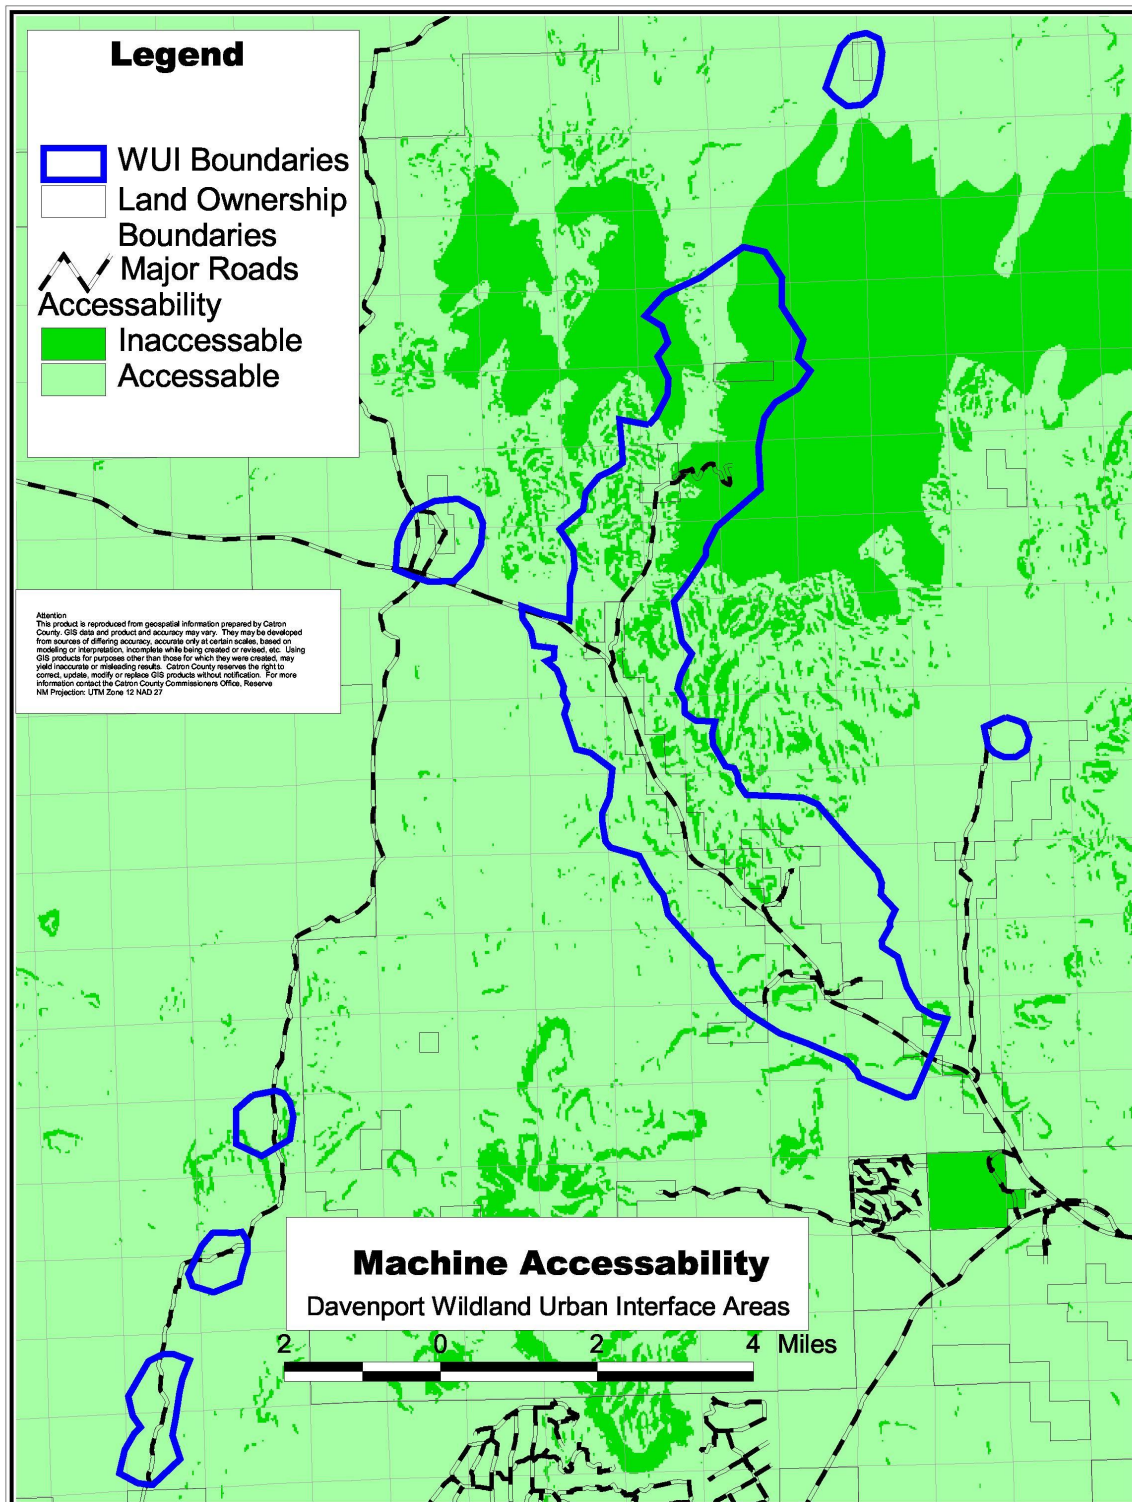 Legend
WUI Boundaries
Land Ownership
Boundaries
Major Roads
Accessability
Inaccessable
Accessable
Attention
This product is reproduced from geospatial information prepared by Catron
County. GIS data and product and accuracy may vary. They may be developed
from sources of differing accuracy, accurate only at certain scales, based on
modeling or interpretation, incomplete while being created or revised, etc. Using
GIS products for purposes other than those for which they were created, may
yield inaccurate or misleading results. Catron County reserves the right to
correct, update, modify or replace GIS products without notification. For more
information contact the Catron County Commissioners Office, Reserve
NM Projection: UTM Zone 12 NAD 27
Machine Accessability
Davenport Wildland Urban Interface Areas
2 0 2 4 Miles